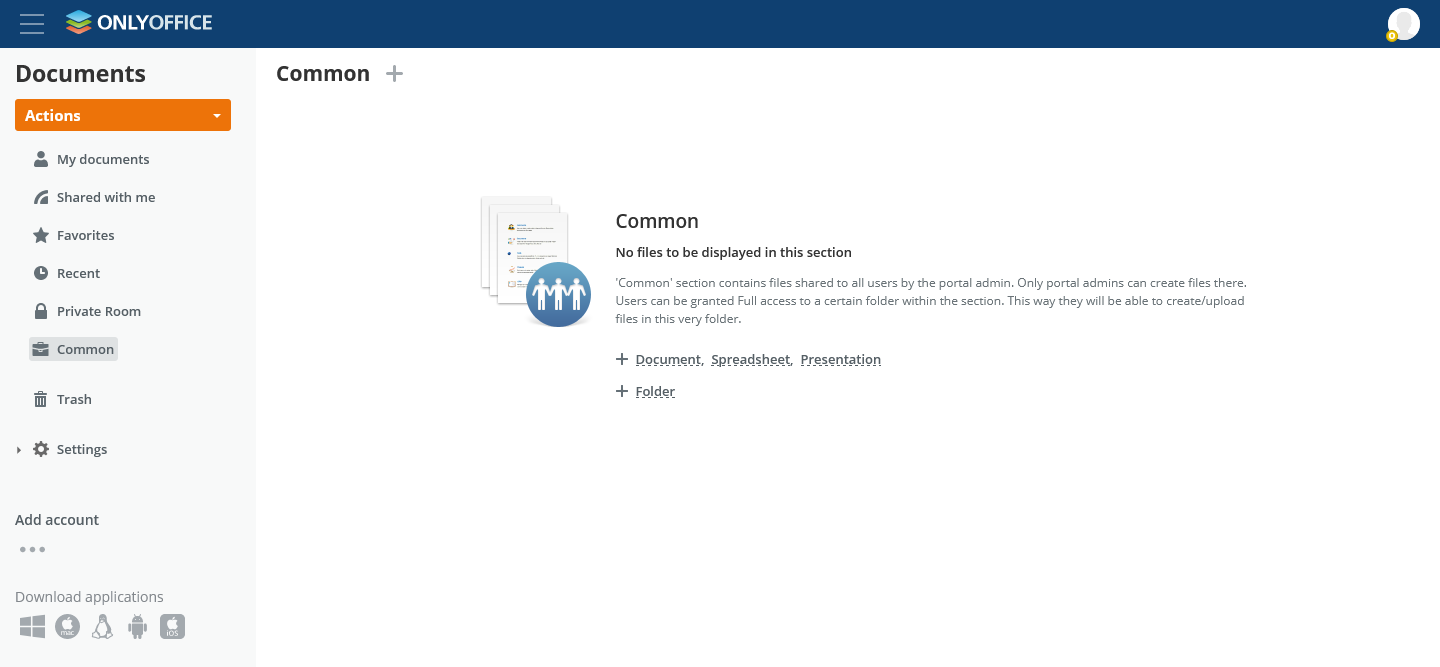 ONLYOFFICE
Documents
Actions
My documents
Shared with me
Favorites
Recent
Private Room
Common
Trash
Settings
Add account
Download applications
mac
iOS
Common
Common
No files to be displayed in this section
'Common' section contains files shared to all users by the portal admin. Only portal admins can create files there.
Users can be granted Full access to a certain folder within the section. This way they will be able to create/upload
files in this very folder.
Document, Spreadsheet, Presentation
Folder